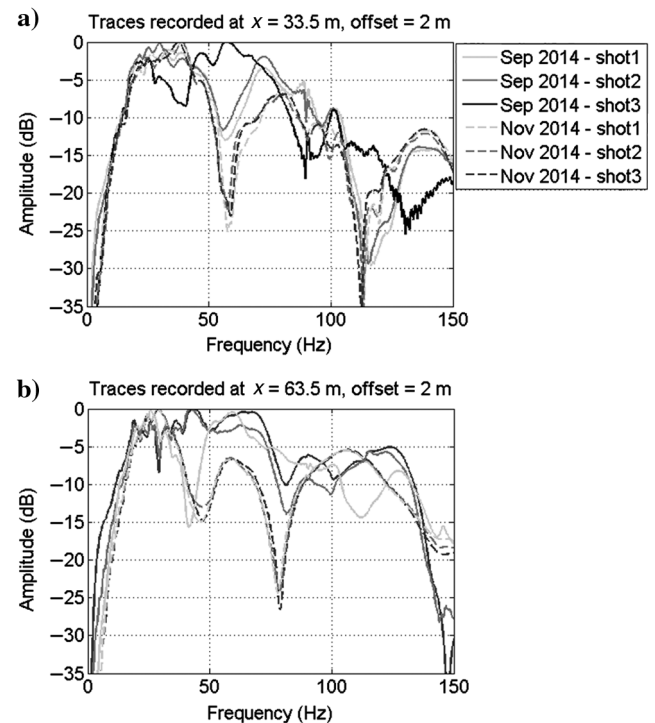 a)
Traces recorded at x = 33.5 m, offset = 2 m
0
−5
−10
−15
−20
−25
−30
−35
Amplitude (dB)
0 50 100 150
Frequency (Hz)
Sep 2014 - shot1
Sep 2014 - shot2
Sep 2014 - shot3
Nov 2014 - shot1
Nov 2014 - shot2
Nov 2014 - shot3
b)
Traces recorded at x = 63.5 m, offset = 2 m
0
−5
−10
−15
−20
−25
−30
−35
Amplitude (dB)
0 50 100 150
Frequency (Hz)